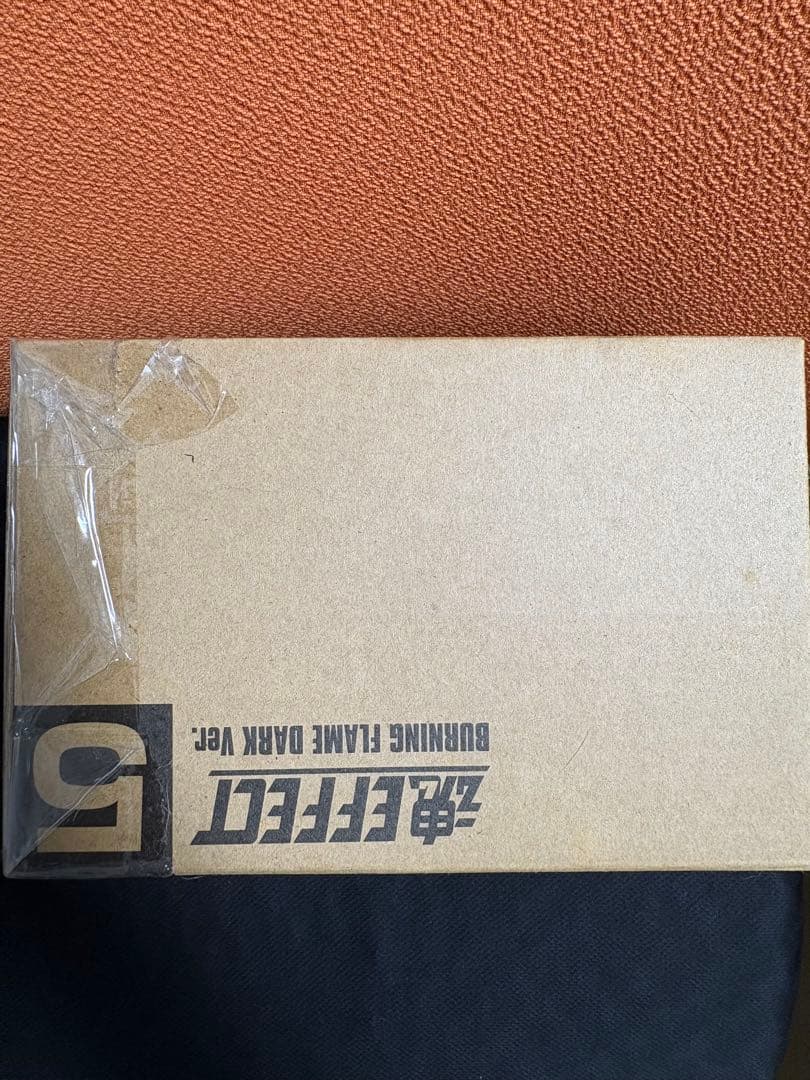 魂EFFECT
BURNING FLAME DARK Ver.
5